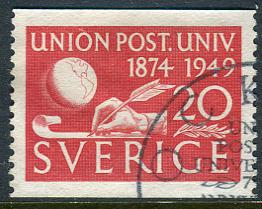 UNION POST. UNIV.
1874 1949
20
SVERIGE